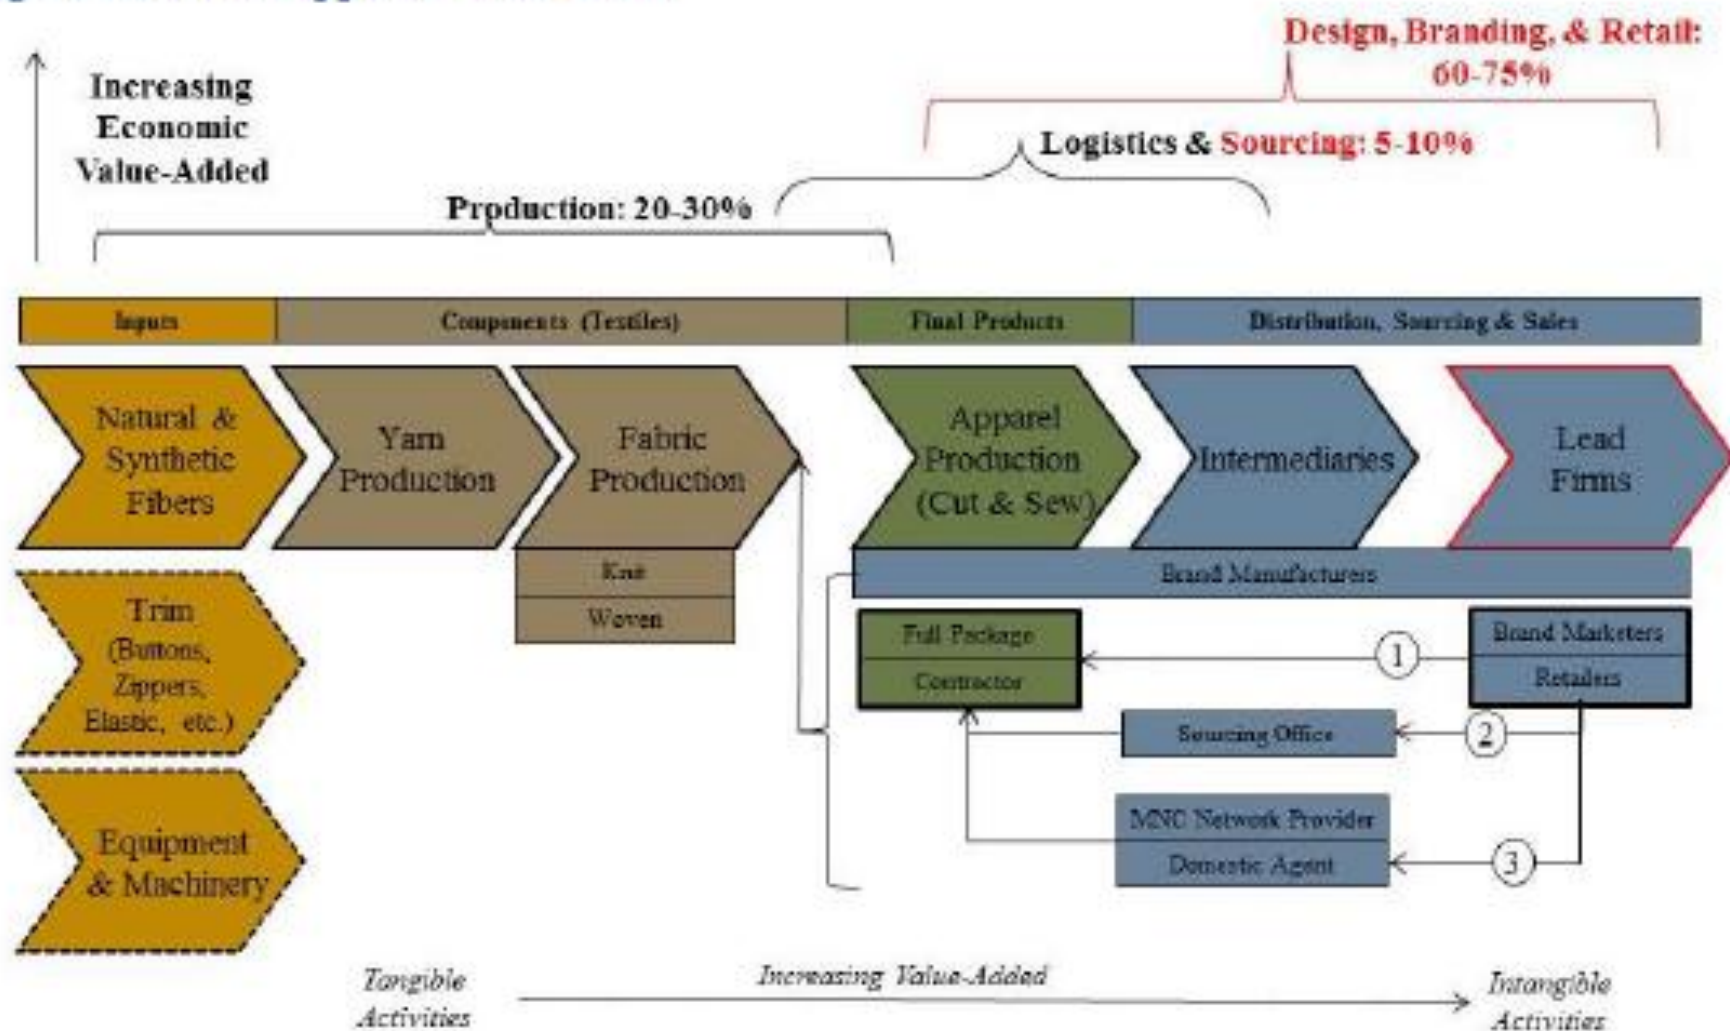 Increasing
Economic
Value-Added
Design, Branding, & Retail:
60-75%
Logistics & Sourcing: 5-10%
Production: 20-30%
Inputs
Components (Textiles)
Final Products
Distribution, Sourcing & Sales
Natural &
Synthetic
Fibers
Yarn
Production
Fabric
Production
Apparel
Production
(Cut & Sew)
Intermediaries
Lead
Firms
Knit
Woven
Brand Manufacturers
Trim
(Buttons,
Zippers,
Elastic, etc.)
Full Package
Contractor
1
Brand Marketers
Retailers
Sourcing Office
2
MNC Network Provider
Domestic Agent
3
Equipment
& Machinery
Tangible
Activities
Increasing Value-Added
Intangible
Activities